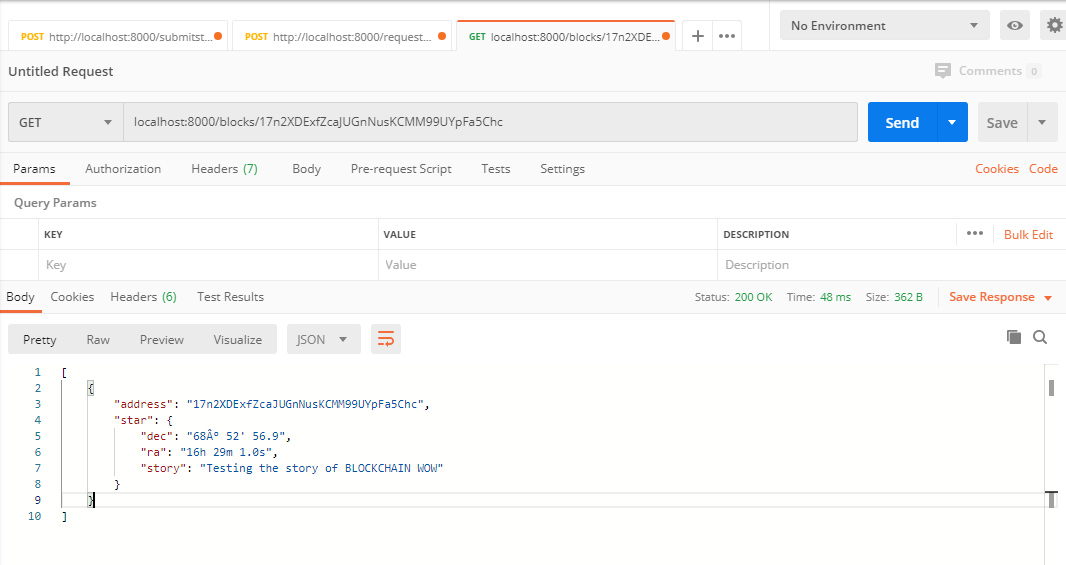 POST http://localhost:8000/submitst... POST http://localhost:8000/request... GET localhost:8000/blocks/17n2XDE... + ••• No Environment
Untitled Request Comments 0
GET localhost:8000/blocks/17n2XDExfZcaJUGnNusKCMM99UYpFa5Chc Send Save
Params Authorization Headers (7) Body Pre-request Script Tests Settings Cookies Code
Query Params
KEY VALUE DESCRIPTION ••• Bulk Edit
Key Value Description
Body Cookies Headers (6) Test Results Status: 200 OK Time: 48 ms Size: 362 B Save Response
Pretty Raw Preview Visualize JSON
1 [
2 {
3 "address": "17n2XDExfZcaJUGnNusKCMM99UYpFa5Chc",
4 "star": {
5 "dec": "68Â° 52' 56.9",
6 "ra": "16h 29m 1.0s",
7 "story": "Testing the story of BLOCKCHAIN WOW"
8 }
9 }
10 ]